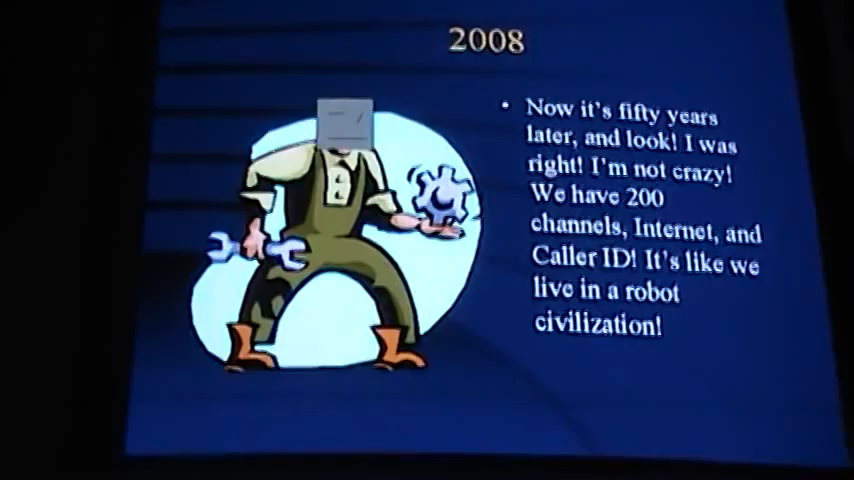 2008
• Now it's fifty years
later, and look! I was
right! I'm not crazy!
We have 200
channels, Internet, and
Caller ID! It's like we
live in a robot
civilization!